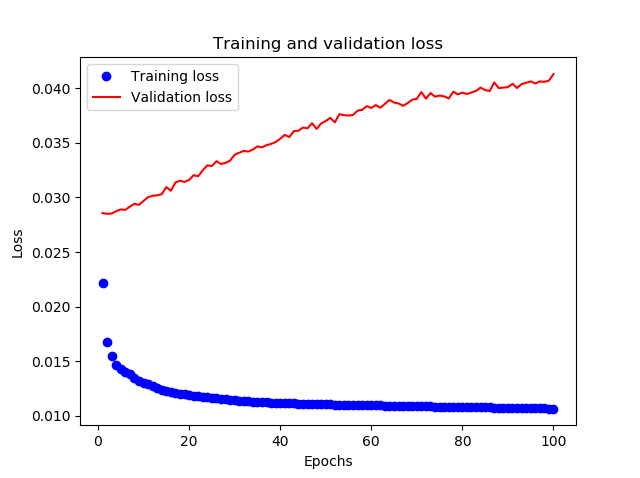 Training and validation loss
Training loss
Validation loss
0.040
0.035
0.030
0.025
0.020
0.015
0.010
Loss
0 20 40 60 80 100
Epochs